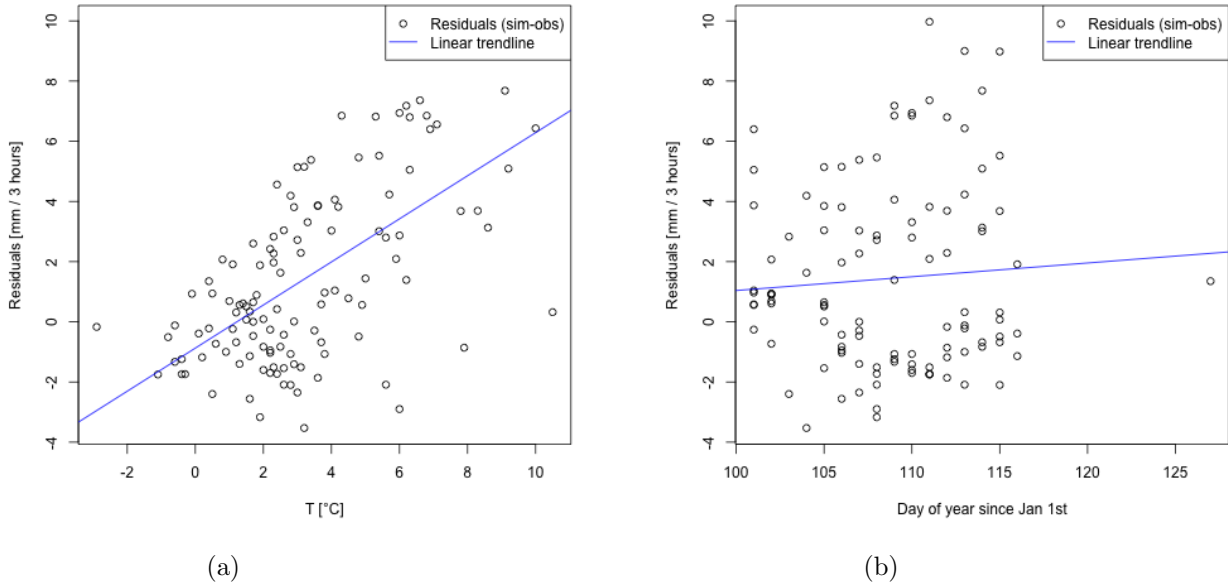 Residuals (sim-obs)
Linear trendline
10
8
6
4
2
0
-2
-4
Residuals [mm / 3 hours]
-2 0 2 4 6 8 10
T [°C]
(a)
Residuals (sim-obs)
Linear trendline
10
8
6
4
2
0
-2
-4
Residuals [mm / 3 hours]
100 105 110 115 120 125
Day of year since Jan 1st
(b)